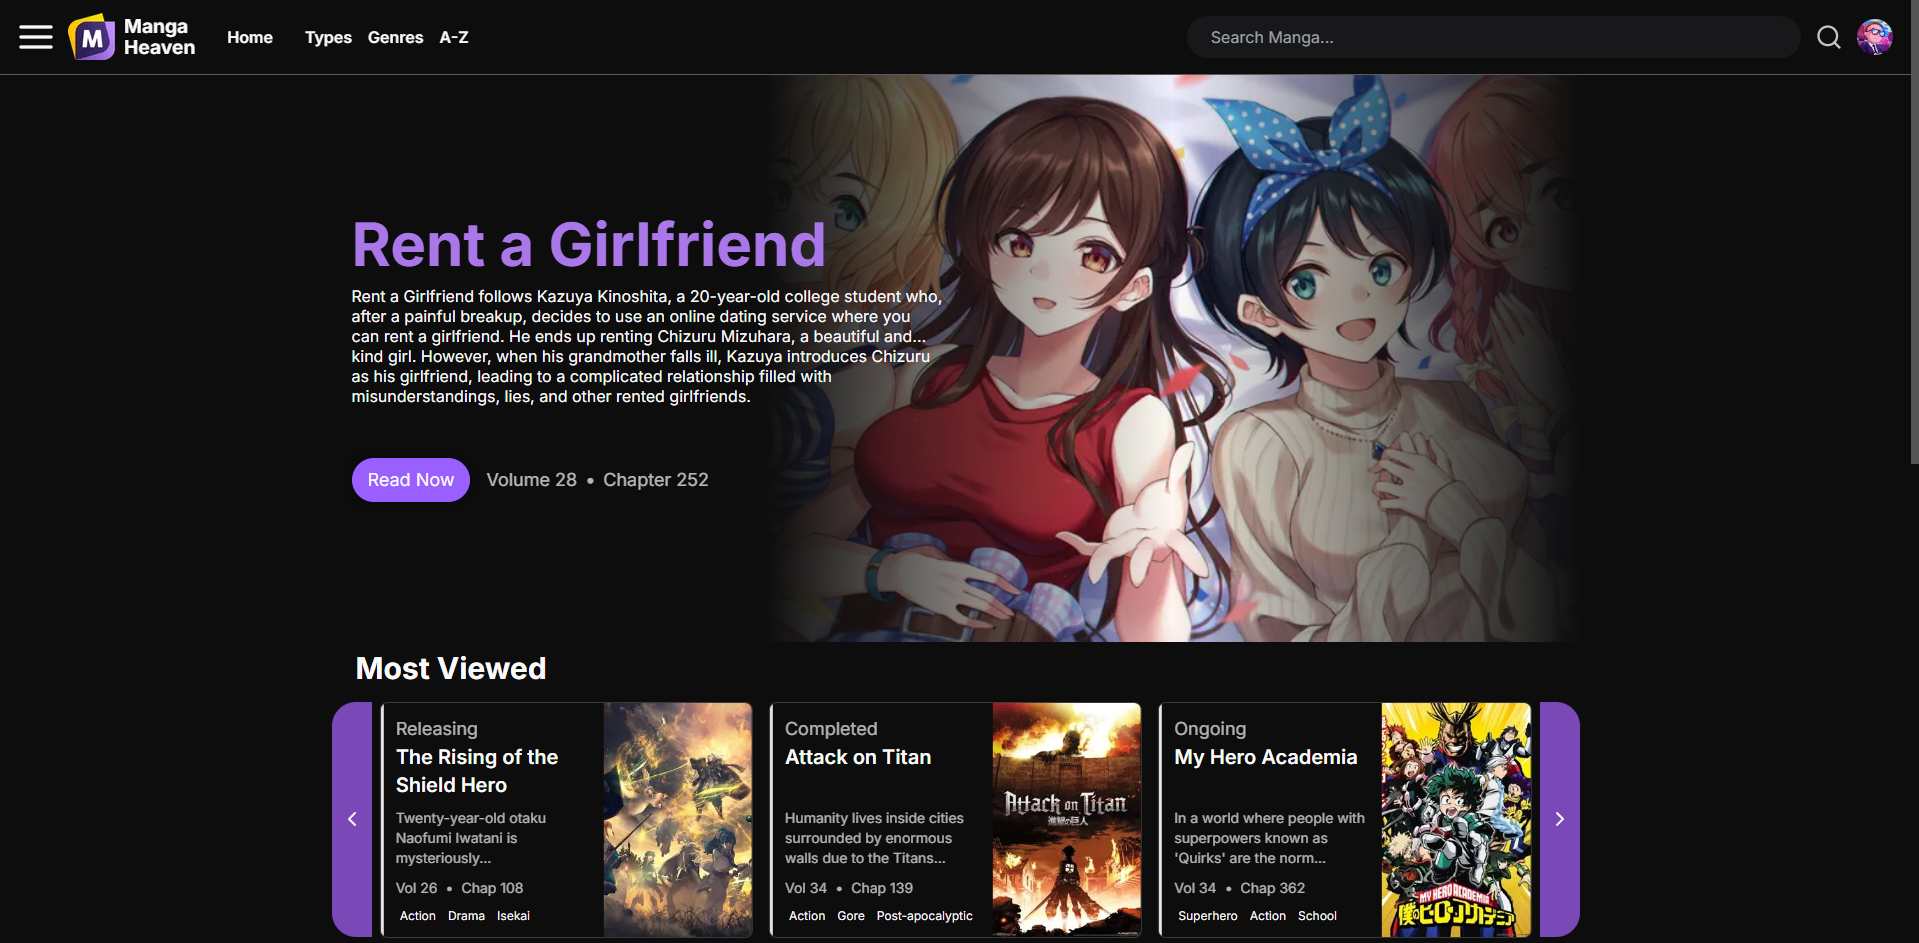 M
Manga
Heaven
Home
Types
Genres
A-Z
Search Manga...
Rent a Girlfriend
Rent a Girlfriend follows Kazuya Kinoshita, a 20-year-old college student who,
after a painful breakup, decides to use an online dating service where you
can rent a girlfriend. He ends up renting Chizuru Mizuhara, a beautiful and...
kind girl. However, when his grandmother falls ill, Kazuya introduces Chizuru
as his girlfriend, leading to a complicated relationship filled with
misunderstandings, lies, and other rented girlfriends.
Read Now
Volume 28 • Chapter 252
Most Viewed
Releasing
The Rising of the
Shield Hero
Twenty-year-old otaku
Naofumi Iwatani is
mysteriously...
Vol 26 • Chap 108
Action Drama Isekai
Completed
Attack on Titan
Humanity lives inside cities
surrounded by enormous
walls due to the Titans...
Vol 34 • Chap 139
Action Gore Post-apocalyptic
Attack on Titan
進撃の巨人
Ongoing
My Hero Academia
In a world where people with
superpowers known as
'Quirks' are the norm...
Vol 34 • Chap 362
Superhero Action School
MY HERO ACADEMIA
僕のヒーローアカデミア